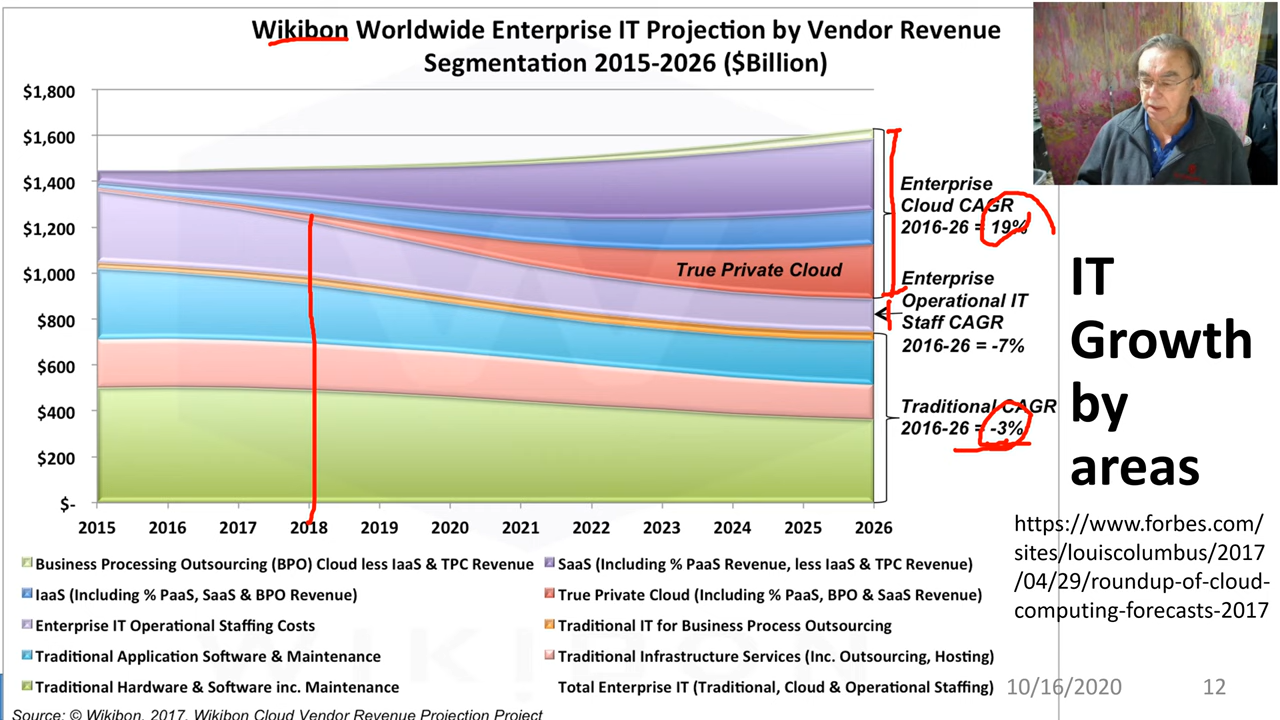 Wikibon Worldwide Enterprise IT Projection by Vendor Revenue
Segmentation 2015-2026 ($Billion)
$1,800
$1,600
$1,400
$1,200
$1,000
$800
$600
$400
$200
$-
2015 2016 2017 2018 2019 2020 2021 2022 2023 2024 2025 2026
True Private Cloud
Enterprise
Cloud CAGR
2016-26 = 19%
Enterprise
Operational IT
Staff CAGR
2016-26 = -7%
Traditional CAGR
2016-26 = -3%
Business Processing Outsourcing (BPO) Cloud less IaaS & TPC Revenue
SaaS (Including % PaaS Revenue, less IaaS & TPC Revenue)
IaaS (Including % PaaS, SaaS & BPO Revenue)
True Private Cloud (Including % PaaS, BPO & SaaS Revenue)
Enterprise IT Operational Staffing Costs
Traditional IT for Business Process Outsourcing
Traditional Application Software & Maintenance
Traditional Infrastructure Services (Inc. Outsourcing, Hosting)
Traditional Hardware & Software inc. Maintenance
Total Enterprise IT (Traditional, Cloud & Operational Staffing)
Source: © Wikibon, 2017. Wikibon Cloud Vendor Revenue Projection Project
IT
Growth
by
areas
https://www.forbes.com/
sites/louiscolumbus/2017
/04/29/roundup-of-cloud-
computing-forecasts-2017
10/16/2020 12
WIKIBON